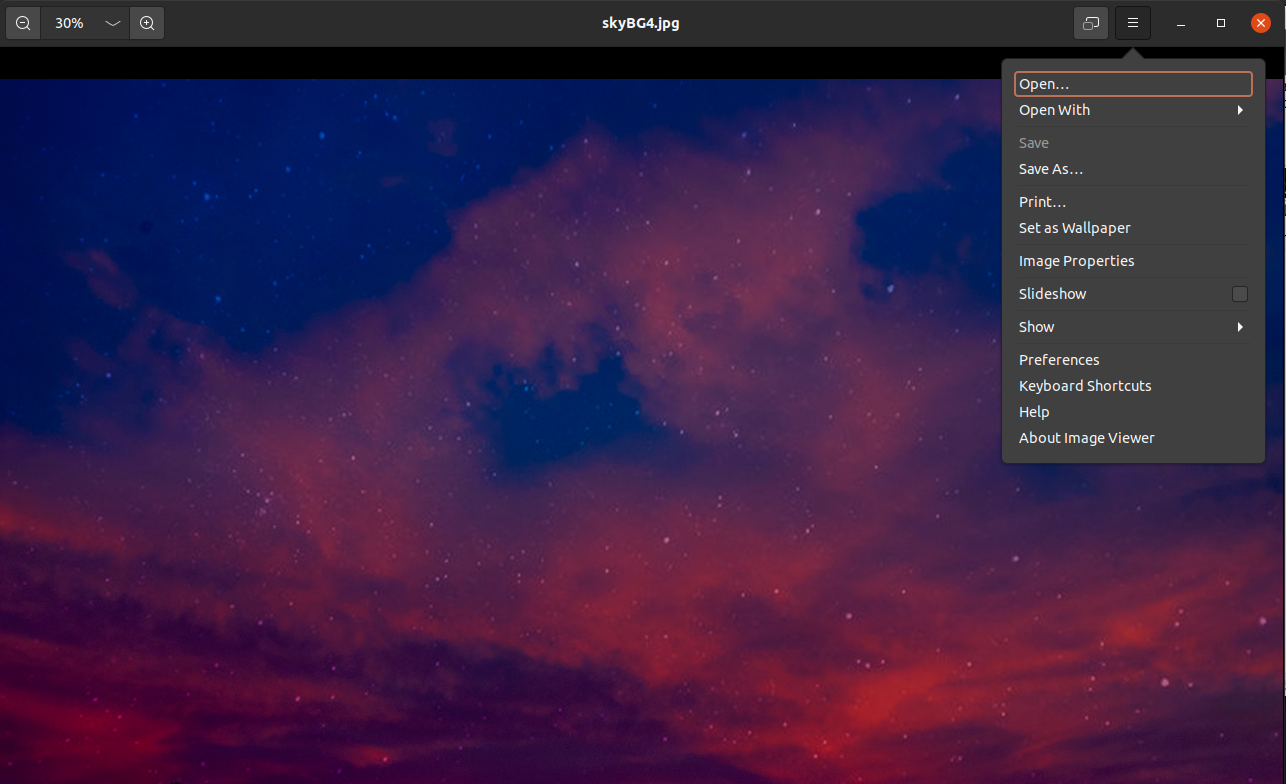 30%
skyBG4.jpg
Open…
Open With
Save
Save As…
Print…
Set as Wallpaper
Image Properties
Slideshow
Show
Preferences
Keyboard Shortcuts
Help
About Image Viewer